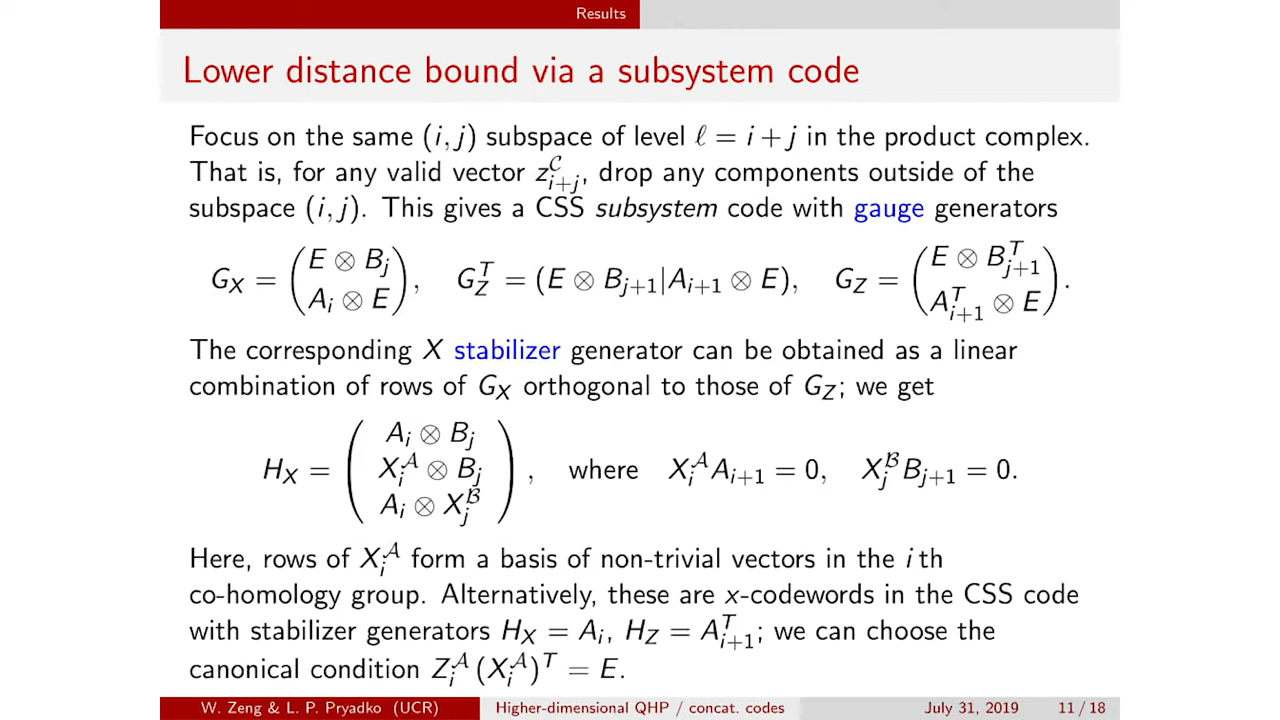 Results
Lower distance bound via a subsystem code
Focus on the same (i, j) subspace of level ℓ = i + j in the product complex.
That is, for any valid vector z_{i+j}^𝒞, drop any components outside of the
subspace (i, j). This gives a CSS subsystem code with gauge generators
G_X = ( E ⊗ B_j ; A_i ⊗ E ), G_Z^T = (E ⊗ B_{j+1}|A_{i+1} ⊗ E), G_Z = ( E ⊗ B_{j+1}^T ; A_{i+1}^T ⊗ E ).
The corresponding X stabilizer generator can be obtained as a linear
combination of rows of G_X orthogonal to those of G_Z; we get
H_X = ( A_i ⊗ B_j ; X_i^𝒜 ⊗ B_j ; A_i ⊗ X_j^ℬ ), where X_i^𝒜 A_{i+1} = 0, X_j^ℬ B_{j+1} = 0.
Here, rows of X_i^𝒜 form a basis of non-trivial vectors in the i th
co-homology group. Alternatively, these are x-codewords in the CSS code
with stabilizer generators H_X = A_i, H_Z = A_{i+1}^T; we can choose the
canonical condition Z_i^𝒜 (X_i^𝒜)^T = E.
W. Zeng & L. P. Pryadko (UCR) Higher-dimensional QHP / concat. codes July 31, 2019 11 / 18